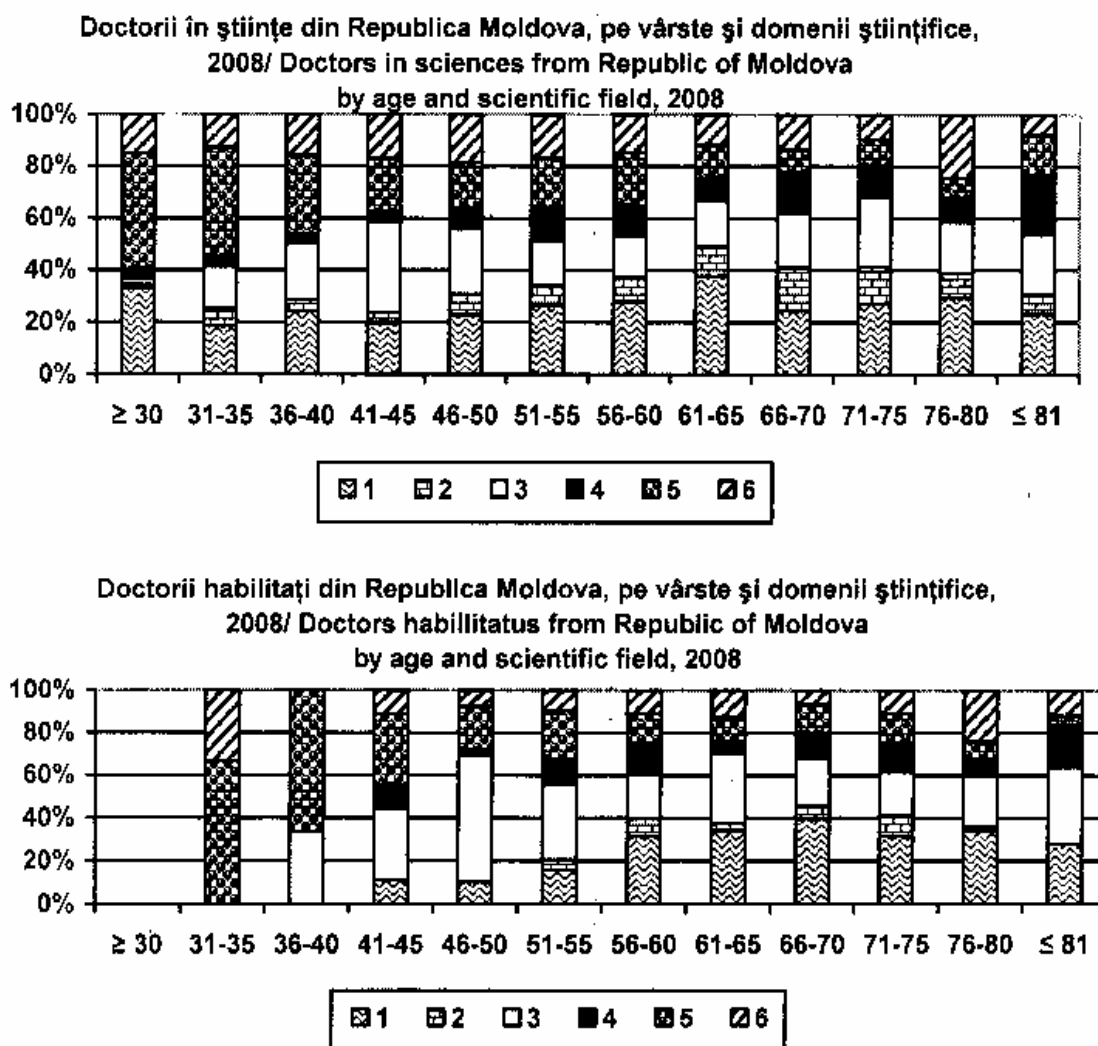 Doctorii în ştiinţe din Republica Moldova, pe vârste şi domenii ştiinţifice,
2008/ Doctors in sciences from Republic of Moldova
by age and scientific field, 2008
100%
80%
60%
40%
20%
0%
≥ 30 31-35 36-40 41-45 46-50 51-55 56-60 61-65 66-70 71-75 76-80 ≤ 81
1 2 3 4 5 6
Doctorii habilitaţi din Republica Moldova, pe vârste şi domenii ştiinţifice,
2008/ Doctors habillitatus from Republic of Moldova
by age and scientific field, 2008
100%
80%
60%
40%
20%
0%
≥ 30 31-35 36-40 41-45 46-50 51-55 56-60 61-65 66-70 71-75 76-80 ≤ 81
1 2 3 4 5 6